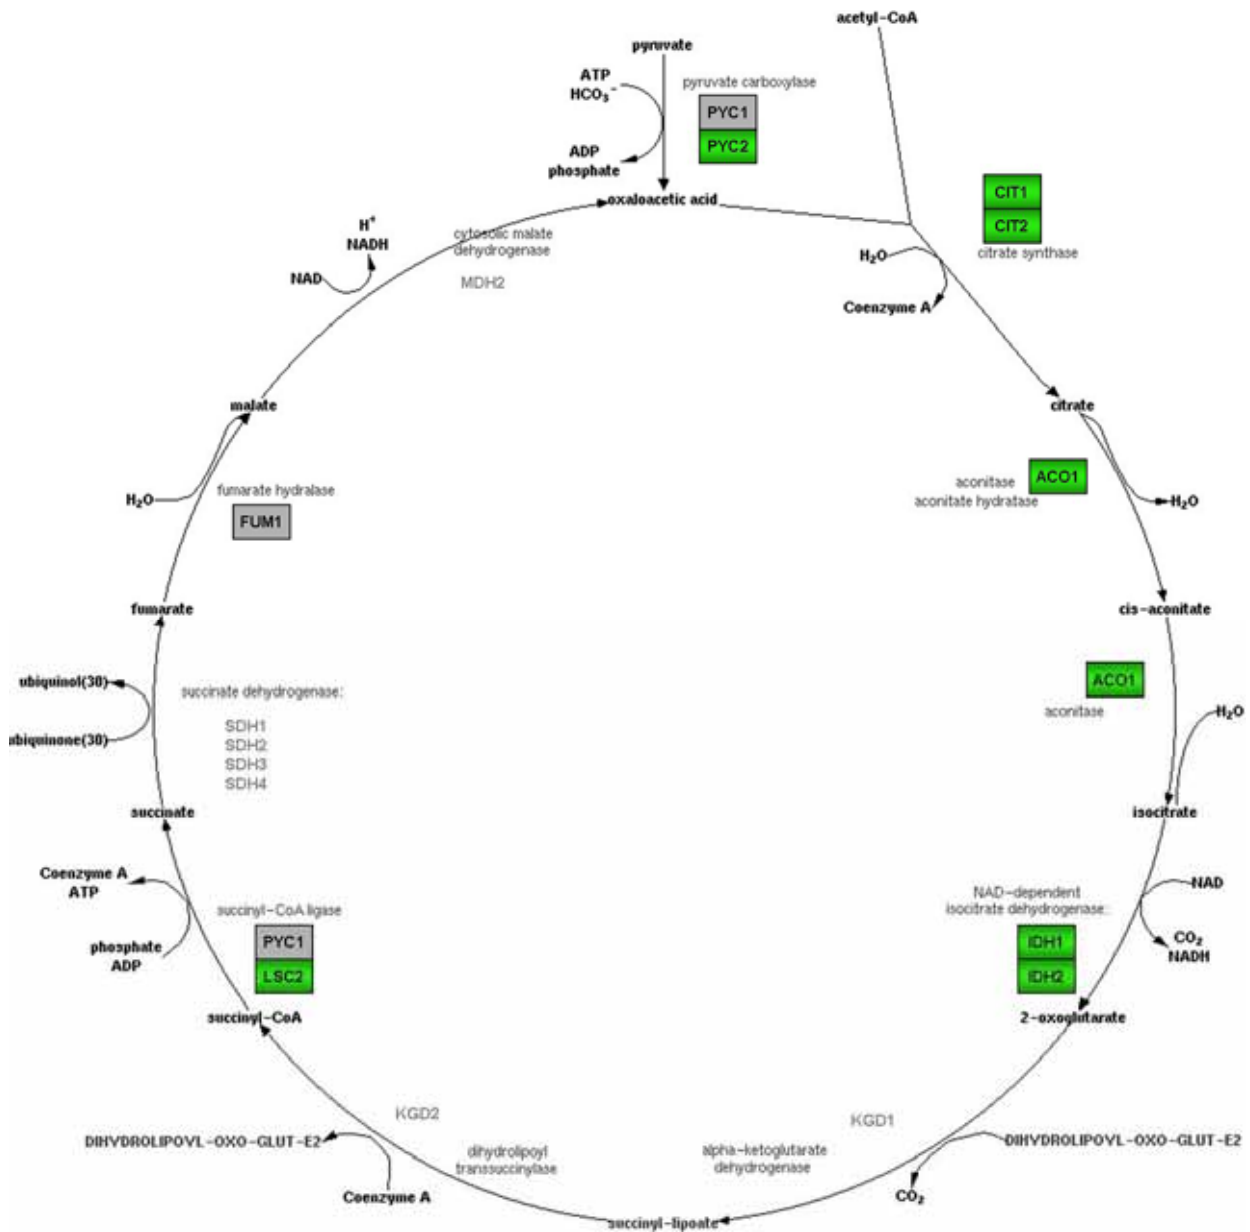 acetyl-CoA
pyruvate
ATP
HCO₃⁻
pyruvate carboxylase
PYC1
PYC2
ADP
phosphate
oxaloacetic acid
CIT1
CIT2
citrate synthase
H⁺
NADH
NAD
cytosolic malate
dehydrogenase
MDH2
H₂O
Coenzyme A
malate
citrate
H₂O
fumarate hydralase
FUM1
aconitase
aconitate hydratase
ACO1
H₂O
fumarate
cis-aconitate
ubiquinol(30)
ubiquinone(30)
succinate dehydrogenase:
SDH1
SDH2
SDH3
SDH4
ACO1
aconitase
H₂O
succinate
isocitrate
Coenzyme A
ATP
phosphate
ADP
succinyl-CoA ligase
PYC1
LSC2
NAD-dependent
isocitrate dehydrogenase:
IDH1
IDH2
NAD
CO₂
NADH
succinyl-CoA
2-oxoglutarate
KGD2
KGD1
DIHYDROLIPOYL-OXO-GLUT-E2
dihydrolipoyl
transsuccinylase
alpha-ketoglutarate
dehydrogenase
DIHYDROLIPOYL-OXO-GLUT-E2
Coenzyme A
CO₂
succinyl-lipoate